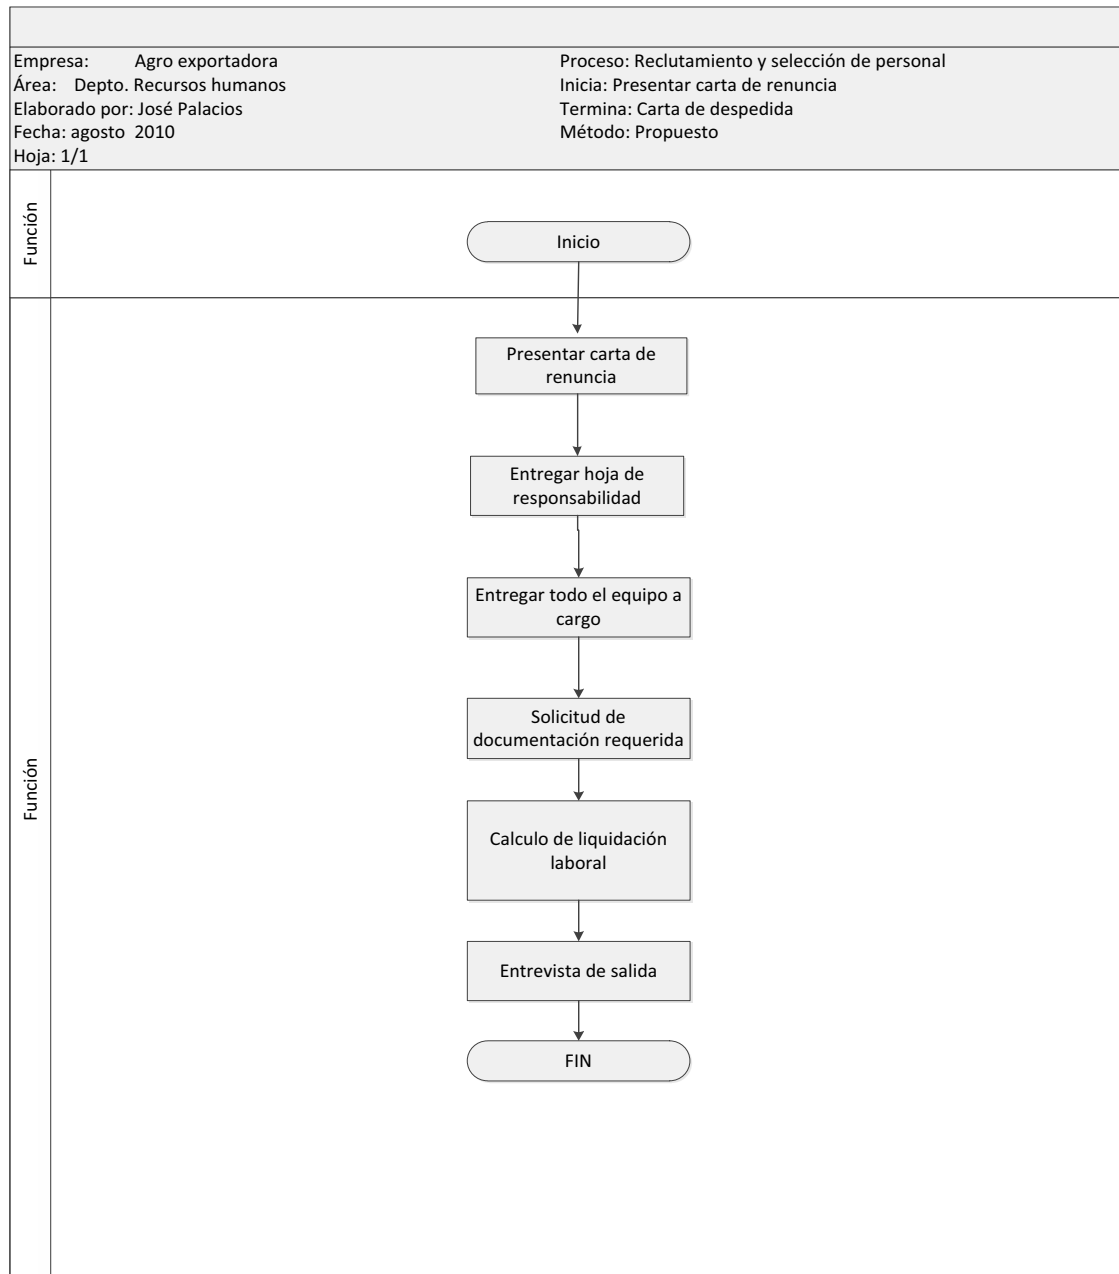 Empresa: Agro exportadora
Área: Depto. Recursos humanos
Elaborado por: José Palacios
Fecha: agosto 2010
Hoja: 1/1
Proceso: Reclutamiento y selección de personal
Inicia: Presentar carta de renuncia
Termina: Carta de despedida
Método: Propuesto
Función
Inicio
Función
Presentar carta de
renuncia
Entregar hoja de
responsabilidad
Entregar todo el equipo a
cargo
Solicitud de
documentación requerida
Calculo de liquidación
laboral
Entrevista de salida
FIN